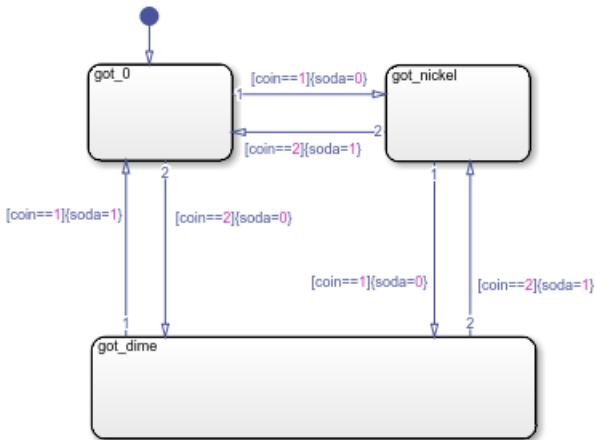 got_0
got_nickel
[coin==1]{soda=0}
1
2
[coin==2]{soda=1}
2
1
[coin==1]{soda=1}
[coin==2]{soda=0}
[coin==1]{soda=0}
[coin==2]{soda=1}
1
2
got_dime